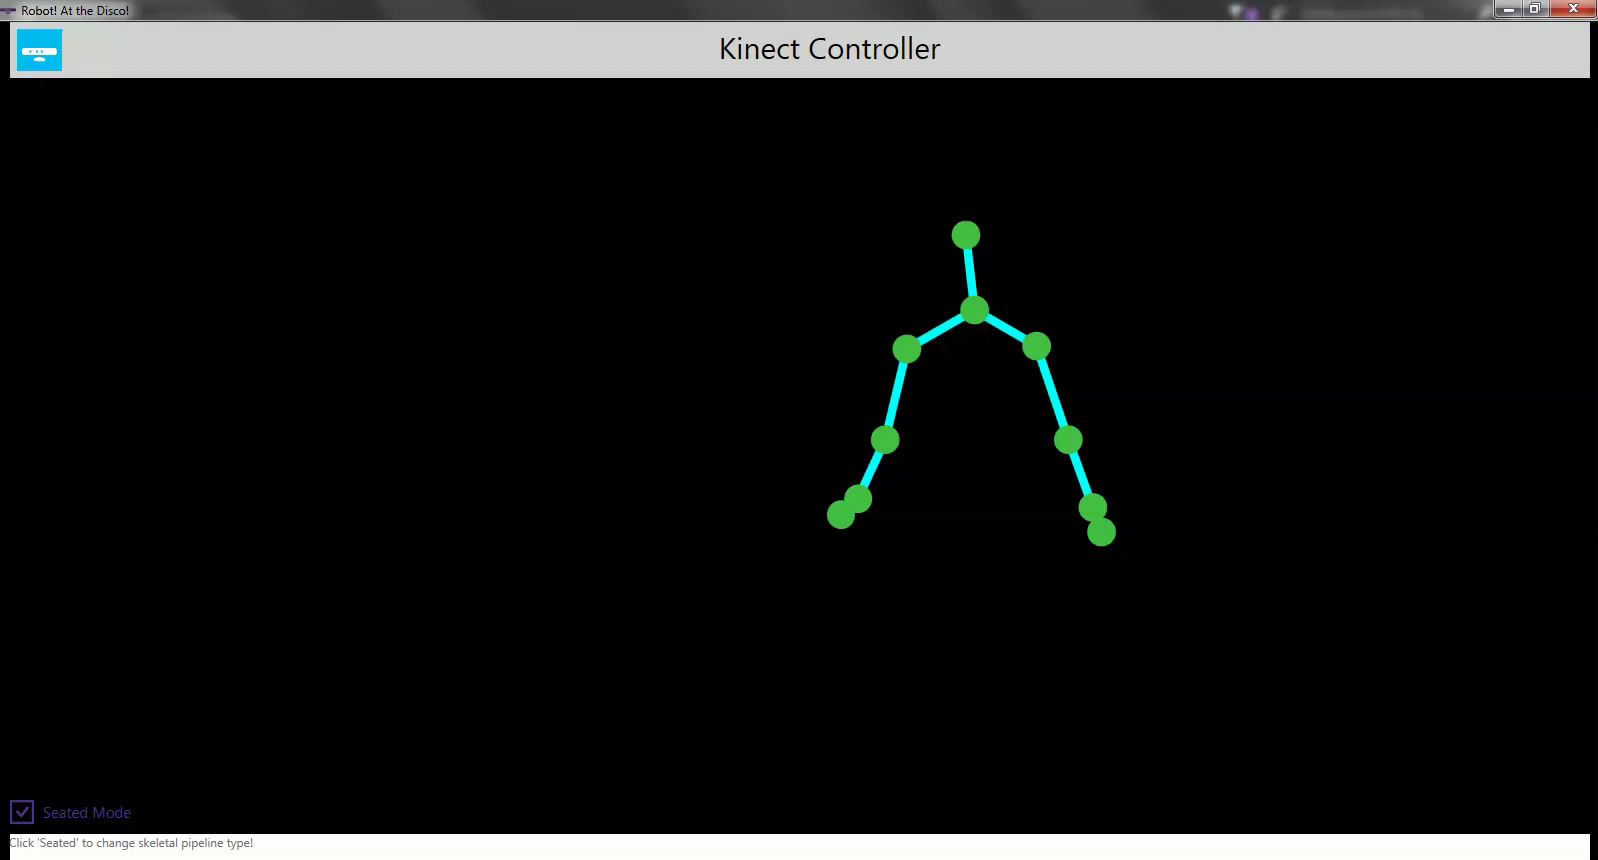 Robot! At the Disco!
Kinect Controller
Seated Mode
Click 'Seated' to change skeletal pipeline type!